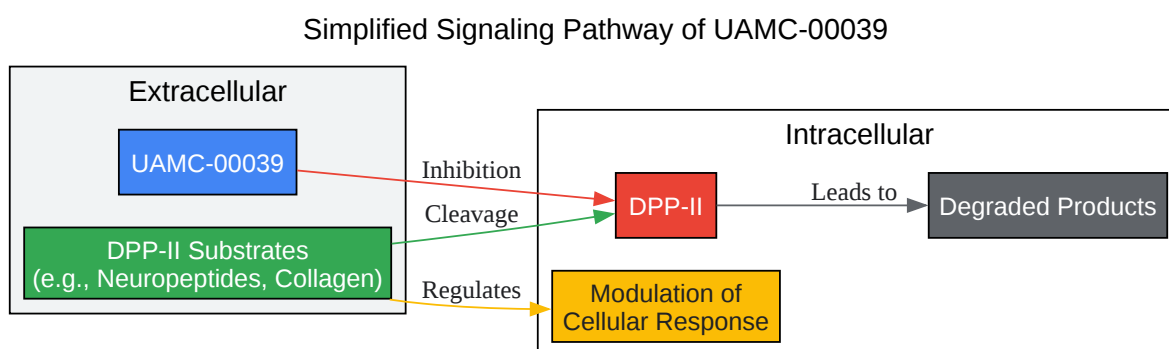 Simplified Signaling Pathway of UAMC-00039
Extracellular
UAMC-00039
DPP-II Substrates
(e.g., Neuropeptides, Collagen)
Inhibition
Cleavage
Regulates
Intracellular
DPP-II
Leads to
Degraded Products
Modulation of
Cellular Response